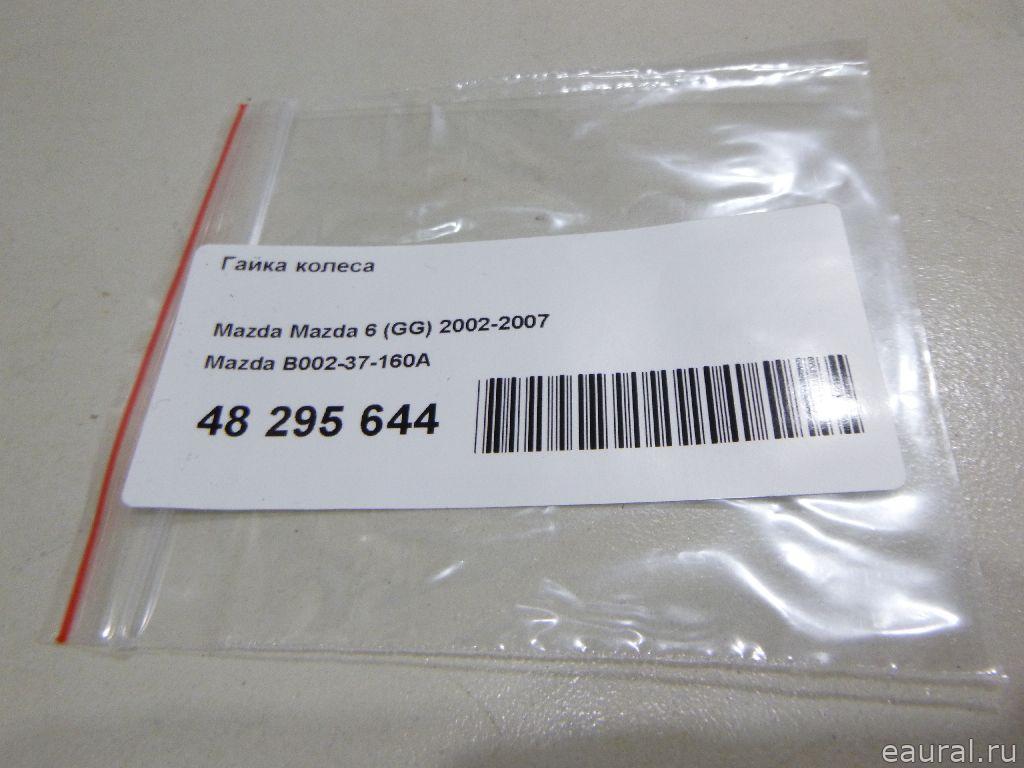 Гайка колеса
Mazda Mazda 6 (GG) 2002-2007
Mazda B002-37-160A
48 295 644
eaural.ru